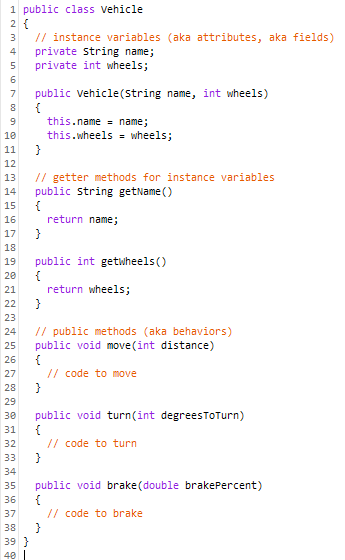 1 public class Vehicle
2 {
3 // instance variables (aka attributes, aka fields)
4 private String name;
5 private int wheels;
6
7 public Vehicle(String name, int wheels)
8 {
9 this.name = name;
10 this.wheels = wheels;
11 }
12
13 // getter methods for instance variables
14 public String getName()
15 {
16 return name;
17 }
18
19 public int getWheels()
20 {
21 return wheels;
22 }
23
24 // public methods (aka behaviors)
25 public void move(int distance)
26 {
27 // code to move
28 }
29
30 public void turn(int degreesToTurn)
31 {
32 // code to turn
33 }
34
35 public void brake(double brakePercent)
36 {
37 // code to brake
38 }
39 }
40